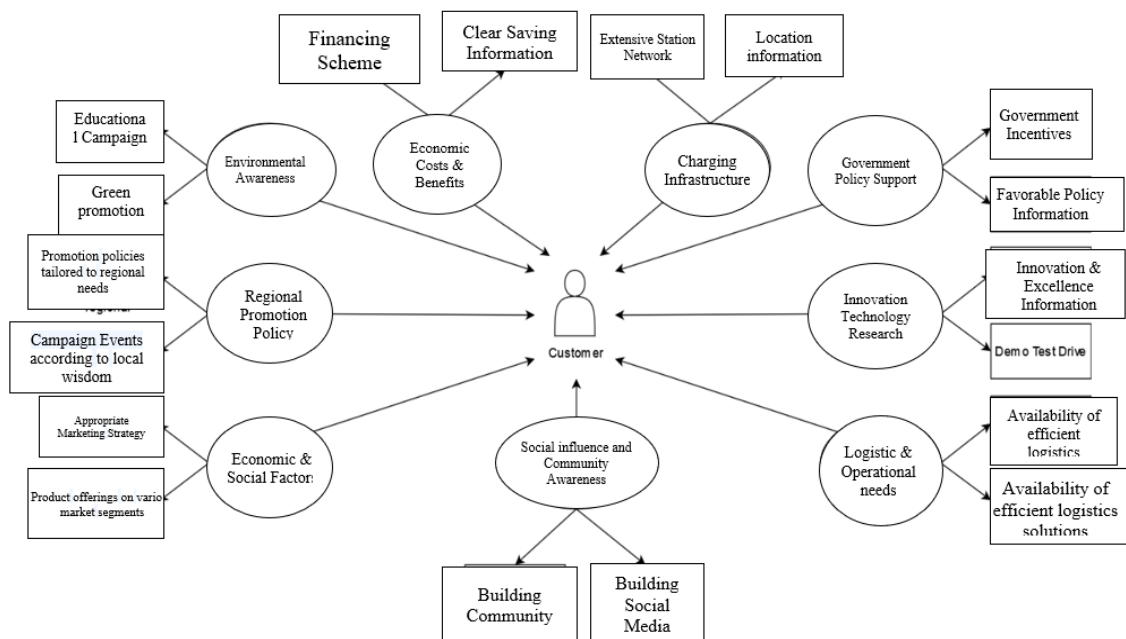 Financing
Scheme
Clear Saving
Information
Extensive Station
Network
Location
information
Educationa
l Campaign
Green
promotion
Environmental
Awareness
Economic
Costs &
Benefits
Charging
Infrastructure
Government
Policy Support
Government
Incentives
Favorable Policy
Information
Promotion policies
tailored to regional
needs
Campaign Events
according to local
wisdom
Regional
Promotion
Policy
Customer
Innovation
Technology
Research
Innovation &
Excellence
Information
Demo Test Drive
Appropriate
Marketing Strategy
Product offerings on vario
market segments
Economic &
Social Factors
Social influence and
Community
Awareness
Logistic &
Operational
needs
Availability of
efficient
logistics
Availability of
efficient logistics
solutions
Building
Community
Building
Social
Media